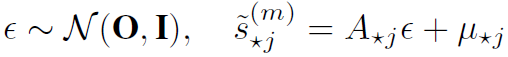 ϵ ∼ 𝒩(𝐎, 𝐈), s̃⋆j^(m) = A⋆jϵ + μ⋆j